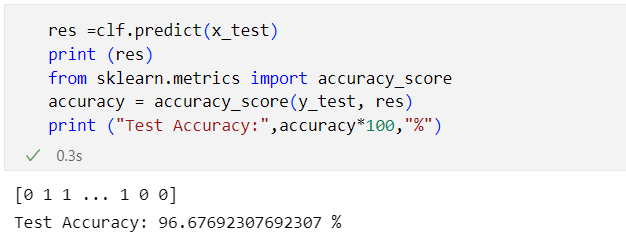 res =clf.predict(x_test)
print (res)
from sklearn.metrics import accuracy_score
accuracy = accuracy_score(y_test, res)
print ("Test Accuracy:",accuracy*100,"%")
0.3s
[0 1 1 ... 1 0 0]
Test Accuracy: 96.67692307692307 %